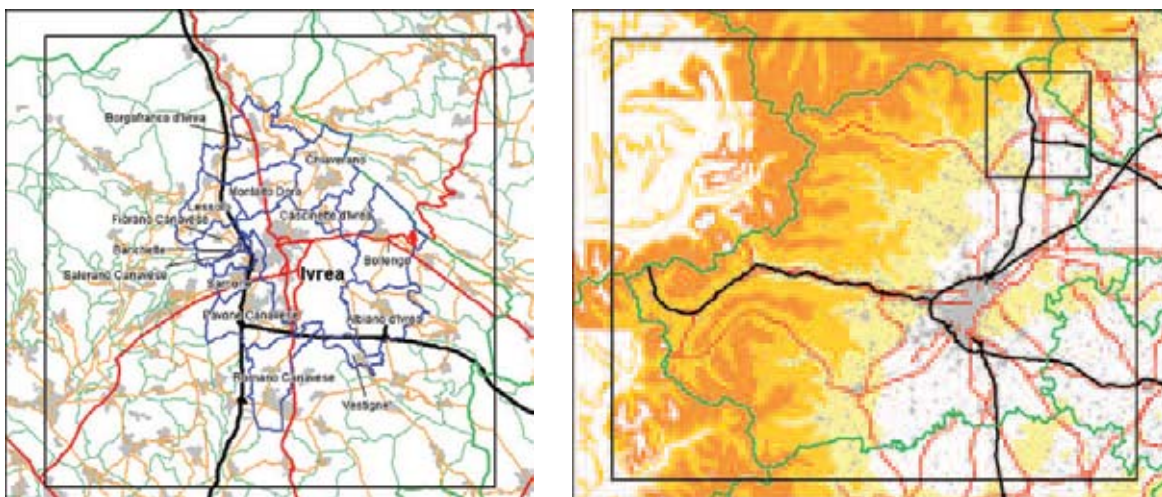 Borgofranco d'Ivrea
Chiaverano
Montalto Dora
Lessolo
Cascinette d'Ivrea
Fiorano Canavese
Banchette
Bollengo
Salerano Canavese
Ivrea
Samone
Pavone Canavese
Albiano d'Ivrea
Romano Canavese
Vestigne'